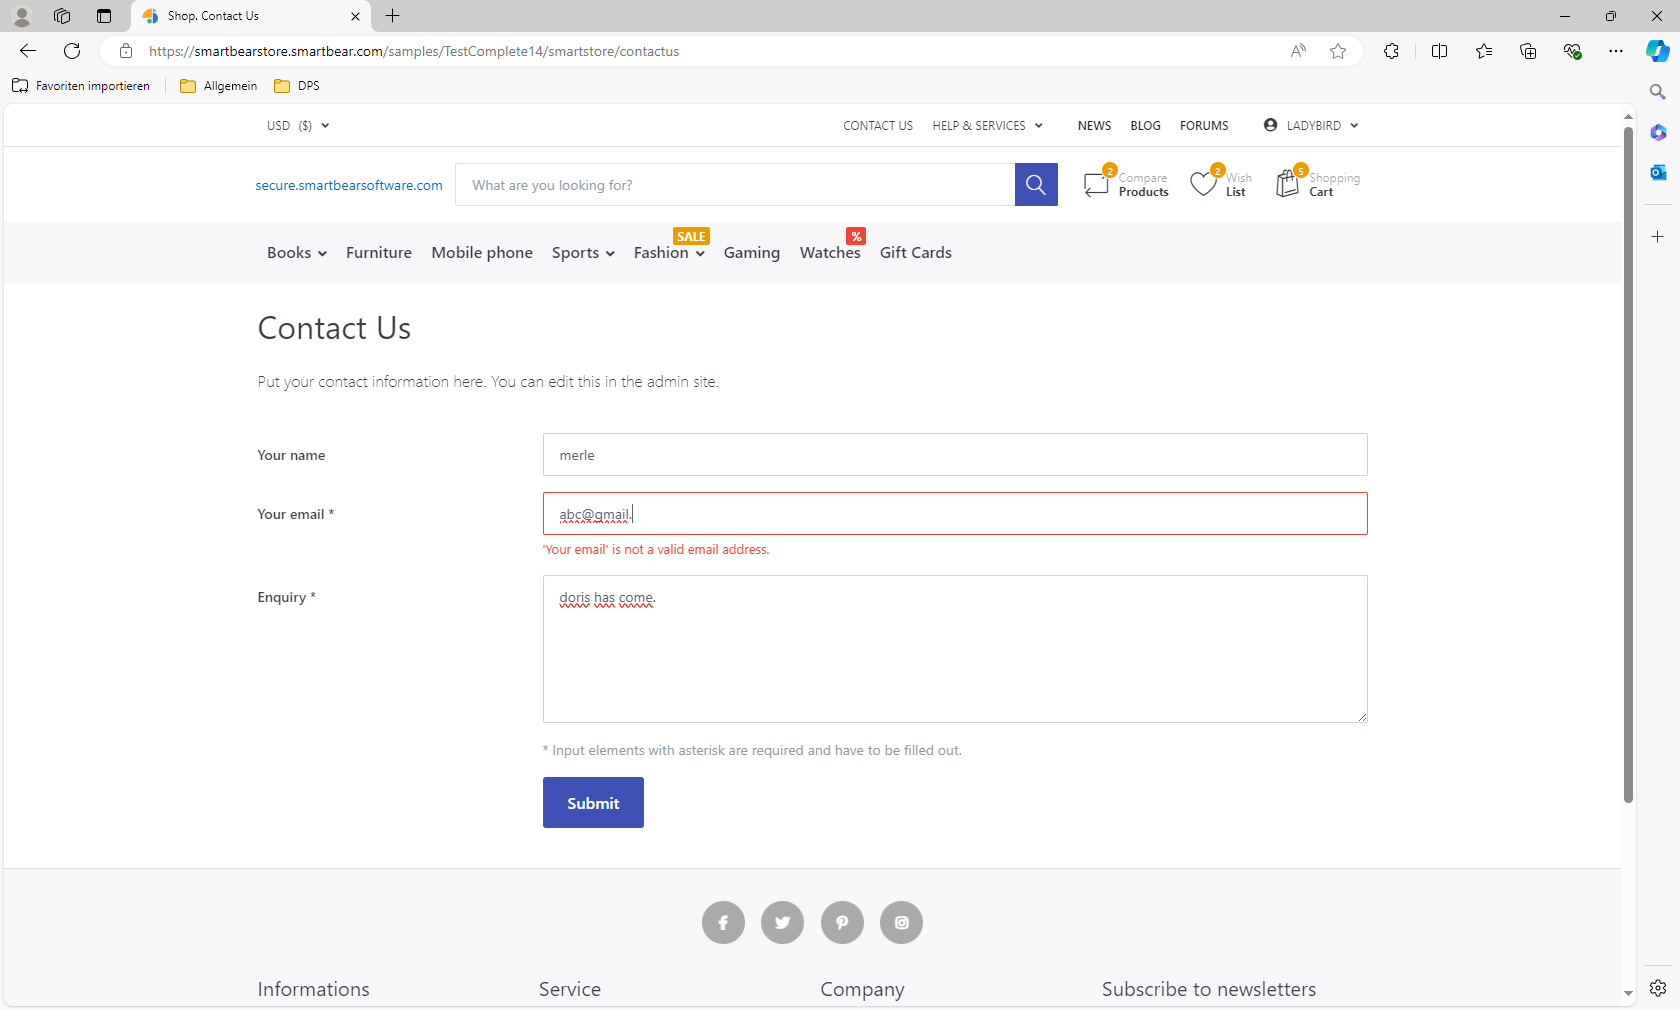 Shop. Contact Us
https://smartbearstore.smartbear.com/samples/TestComplete14/smartstore/contactus
Favoriten importieren
Allgemein
DPS
USD ($)
CONTACT US
HELP & SERVICES
NEWS
BLOG
FORUMS
LADYBIRD
secure.smartbearsoftware.com
What are you looking for?
2
Compare
Products
2
Wish
List
5
Shopping
Cart
SALE
%
Books
Furniture
Mobile phone
Sports
Fashion
Gaming
Watches
Gift Cards
Contact Us
Put your contact information here. You can edit this in the admin site.
Your name
merle
Your email *
abc@gmail.
'Your email' is not a valid email address.
Enquiry *
doris has come.
* Input elements with asterisk are required and have to be filled out.
Submit
Informations
Service
Company
Subscribe to newsletters